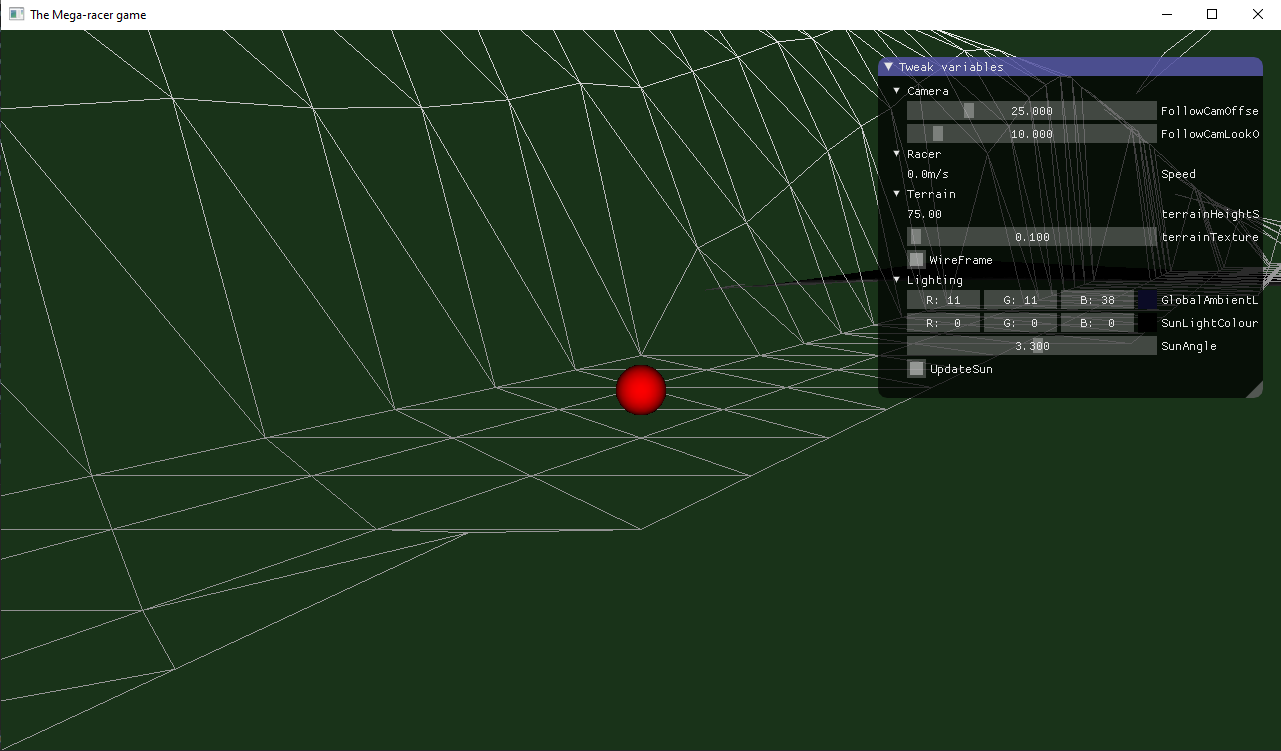 The Mega-racer game
Tweak variables
Camera
25.000 FollowCamOffse
10.000 FollowCamLookO
Racer
0.0m/s Speed
Terrain
75.00 terrainHeightS
0.100 terrainTexture
WireFrame
Lighting
R: 11 G: 11 B: 38 GlobalAmbientL
R: 0 G: 0 B: 0 SunLightColour
3.300 SunAngle
UpdateSun